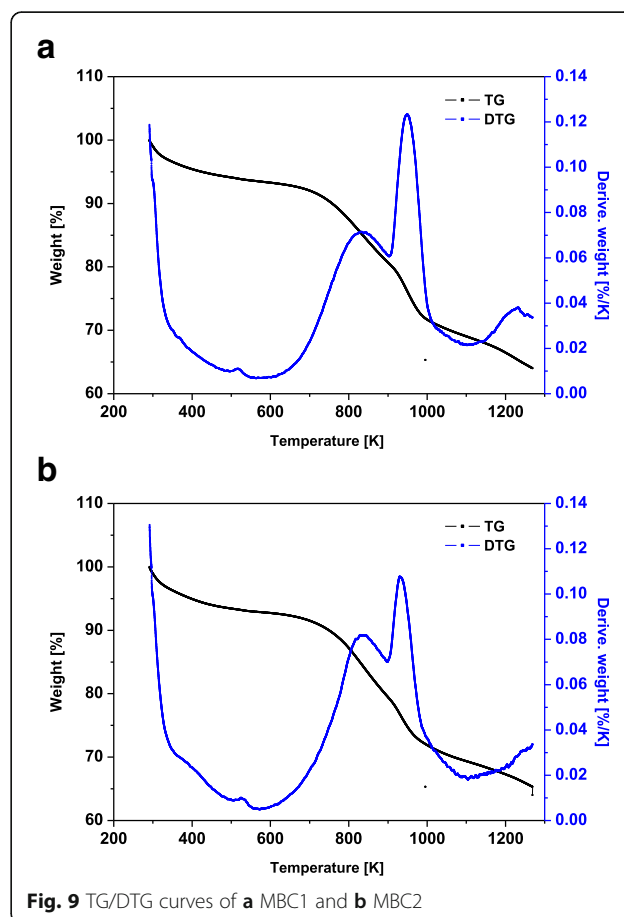 a
110
100
90
80
70
60
Weight [%]
0.14
0.12
0.10
0.08
0.06
0.04
0.02
0.00
Derive. weight [%/K]
TG
DTG
200 400 600 800 1000 1200
Temperature [K]
b
110
100
90
80
70
60
Weight [%]
0.14
0.12
0.10
0.08
0.06
0.04
0.02
0.00
Derive. weight [%/K]
TG
DTG
200 400 600 800 1000 1200
Temperature [K]
Fig. 9 TG/DTG curves of a MBC1 and b MBC2